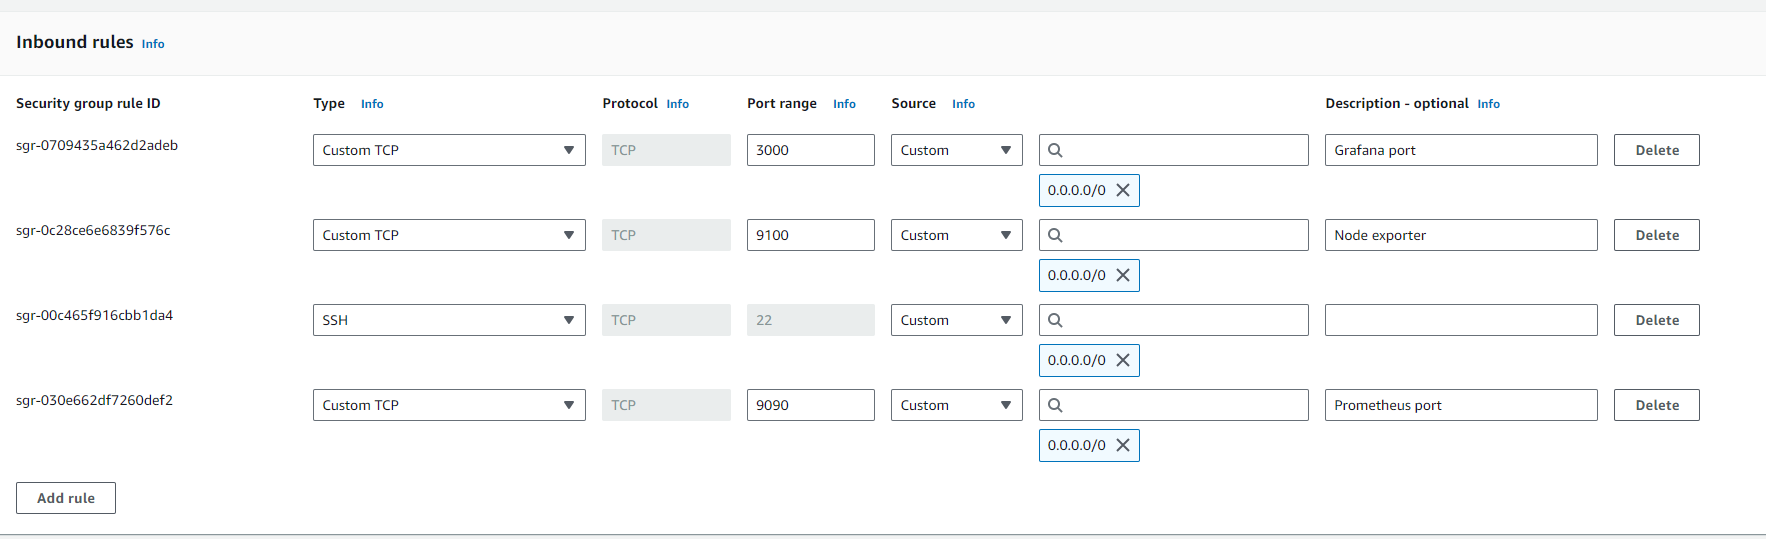 Inbound rules Info
Security group rule ID Type Info Protocol Info Port range Info Source Info Description - optional Info
sgr-0709435a462d2adeb Custom TCP TCP 3000 Custom Grafana port Delete
0.0.0.0/0
sgr-0c28ce6e6839f576c Custom TCP TCP 9100 Custom Node exporter Delete
0.0.0.0/0
sgr-00c465f916cbb1da4 SSH TCP 22 Custom Delete
0.0.0.0/0
sgr-030e662df7260def2 Custom TCP TCP 9090 Custom Prometheus port Delete
0.0.0.0/0
Add rule